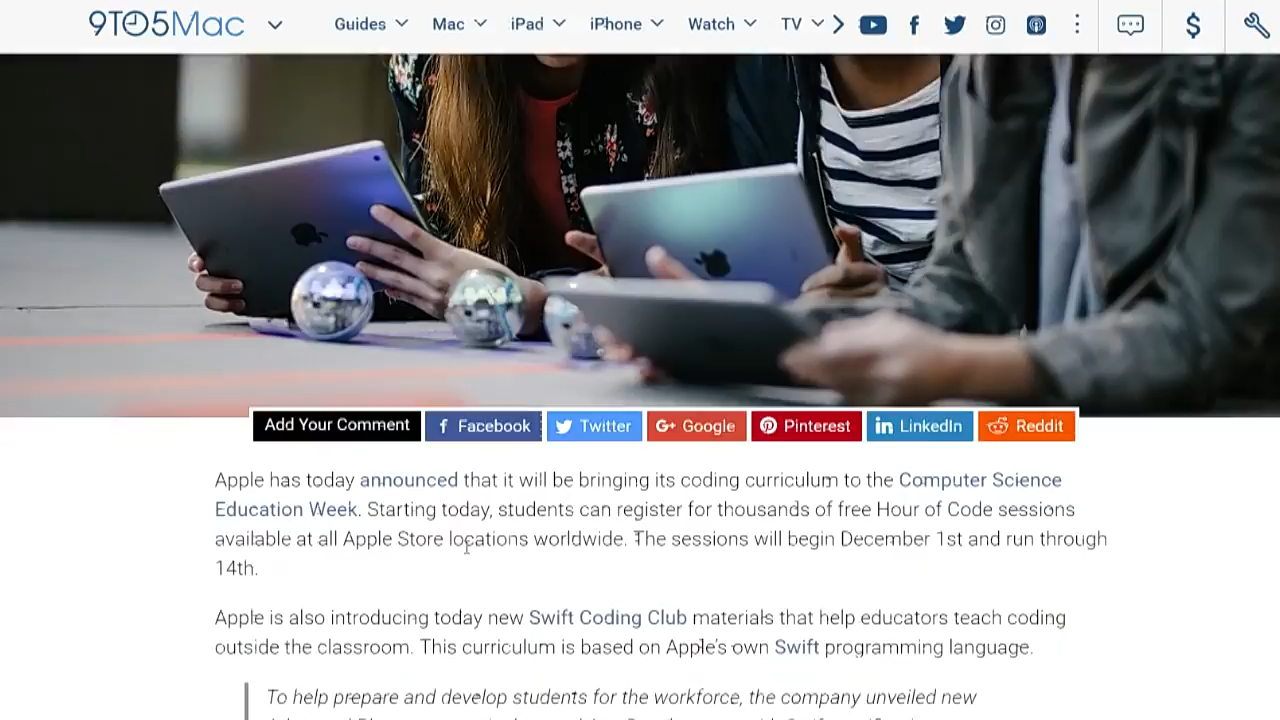 9TO5Mac Guides Mac iPad iPhone Watch TV
Add Your Comment Facebook Twitter Google Pinterest LinkedIn Reddit
Apple has today announced that it will be bringing its coding curriculum to the Computer Science
Education Week. Starting today, students can register for thousands of free Hour of Code sessions
available at all Apple Store locations worldwide. The sessions will begin December 1st and run through
14th.
Apple is also introducing today new Swift Coding Club materials that help educators teach coding
outside the classroom. This curriculum is based on Apple's own Swift programming language.
To help prepare and develop students for the workforce, the company unveiled new